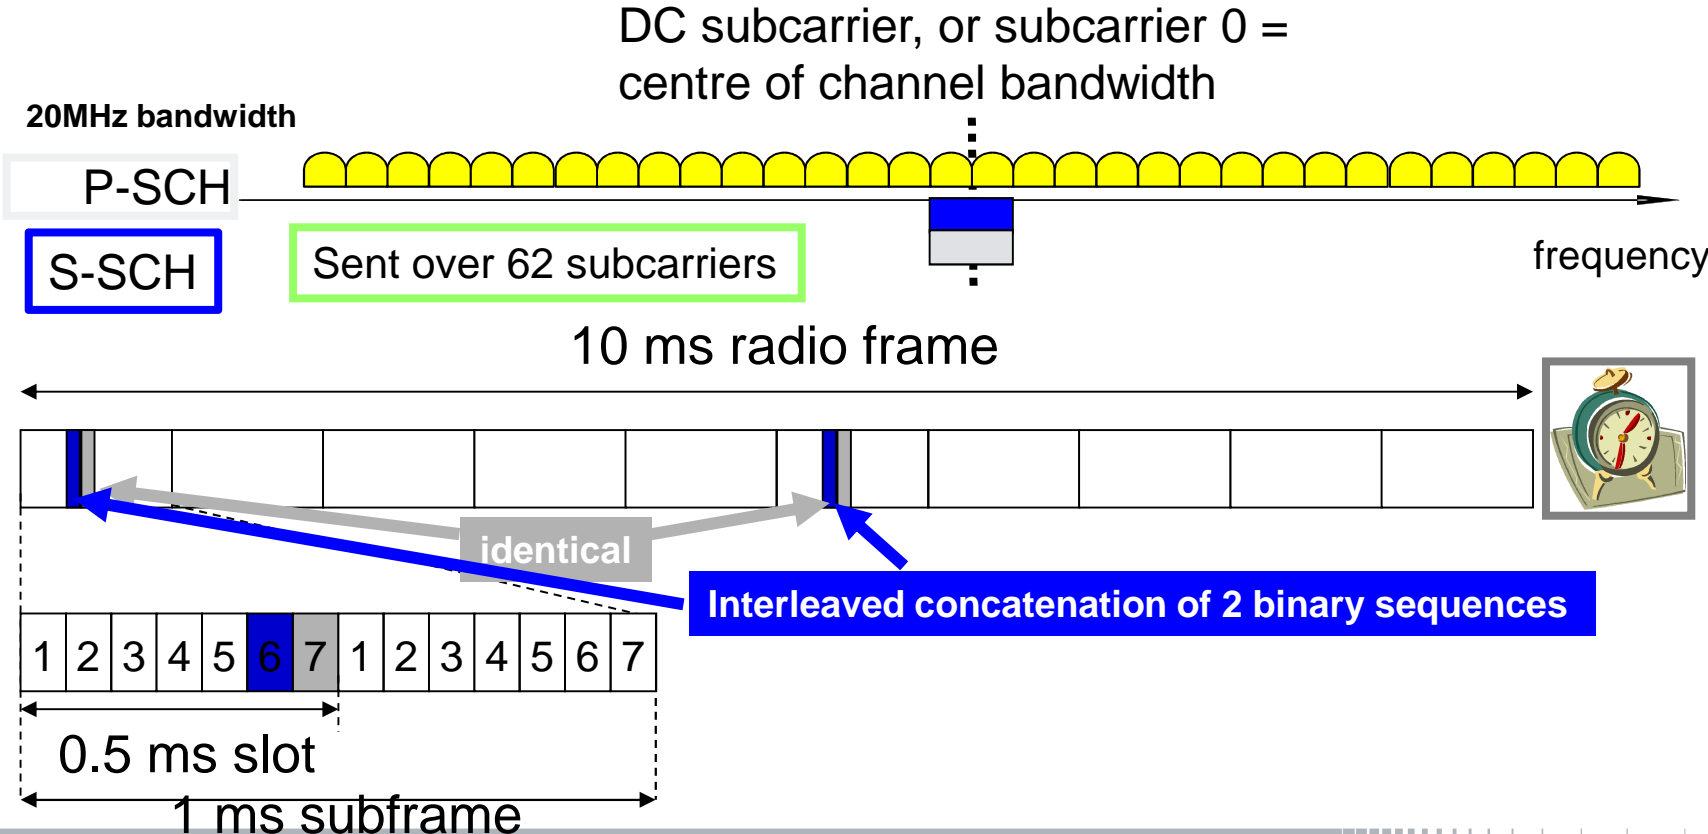 DC subcarrier, or subcarrier 0 =
centre of channel bandwidth
20MHz bandwidth
P-SCH
S-SCH
Sent over 62 subcarriers
frequency
10 ms radio frame
identical
Interleaved concatenation of 2 binary sequences
1 2 3 4 5 6 7 1 2 3 4 5 6 7
0.5 ms slot
1 ms subframe